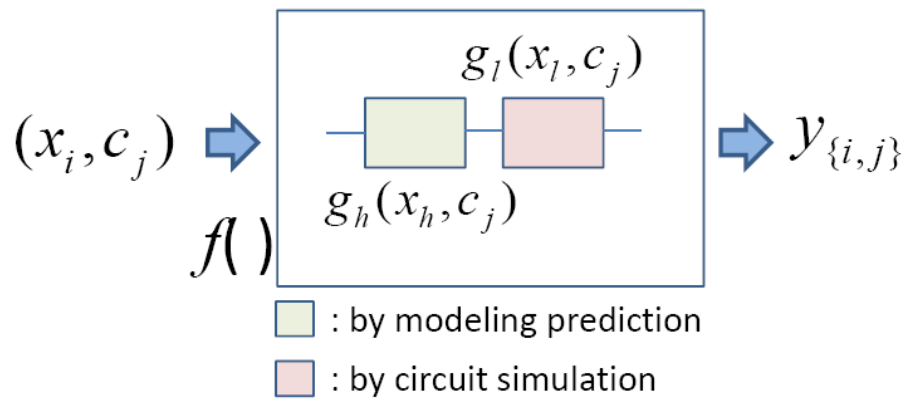 g_l(x_l, c_j)
(x_i, c_j)
y_{i,j}
g_h(x_h, c_j)
f()
: by modeling prediction
: by circuit simulation